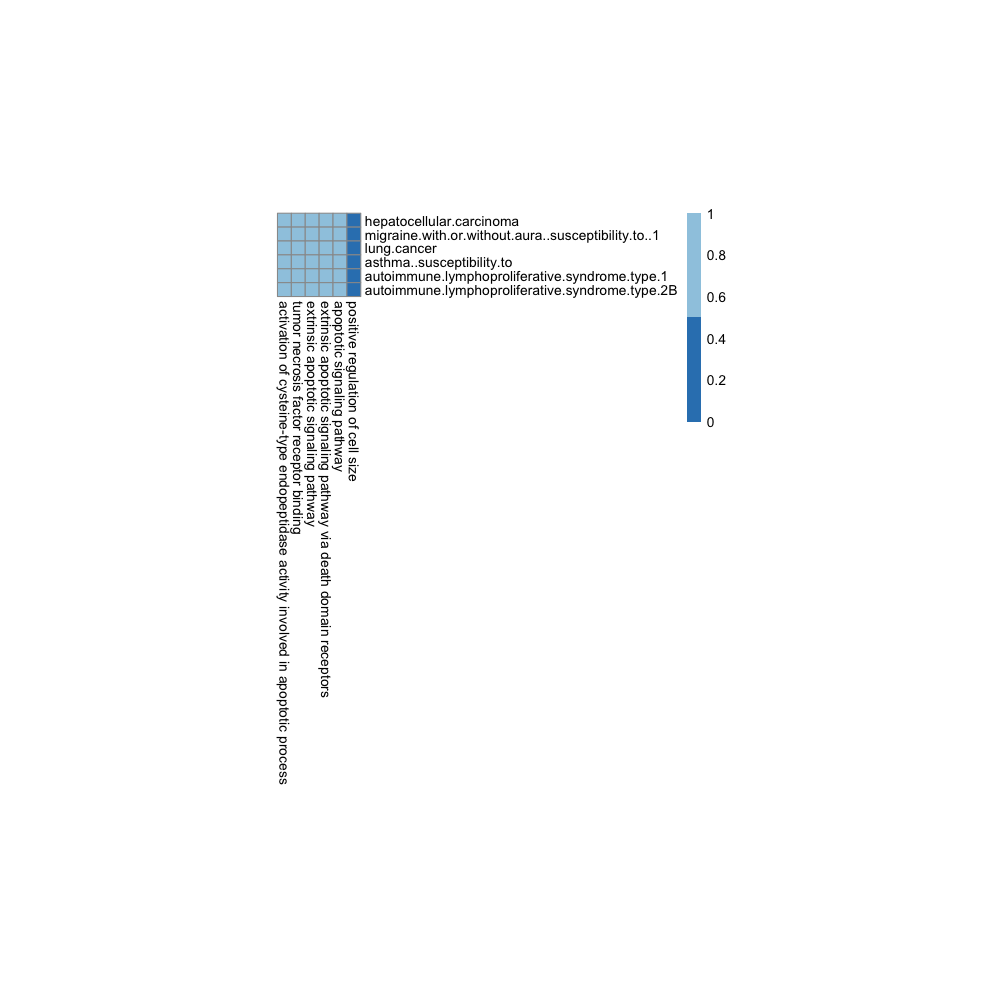 hepatocellular.carcinoma
migraine.with.or.without.aura..susceptibility.to..1
lung.cancer
asthma..susceptibility.to
autoimmune.lymphoproliferative.syndrome.type.1
autoimmune.lymphoproliferative.syndrome.type.2B
1
0.8
0.6
0.4
0.2
0
activation of cysteine-type endopeptidase activity involved in apoptotic process
tumor necrosis factor receptor binding
extrinsic apoptotic signaling pathway
extrinsic apoptotic signaling pathway via death domain receptors
apoptotic signaling pathway
positive regulation of cell size